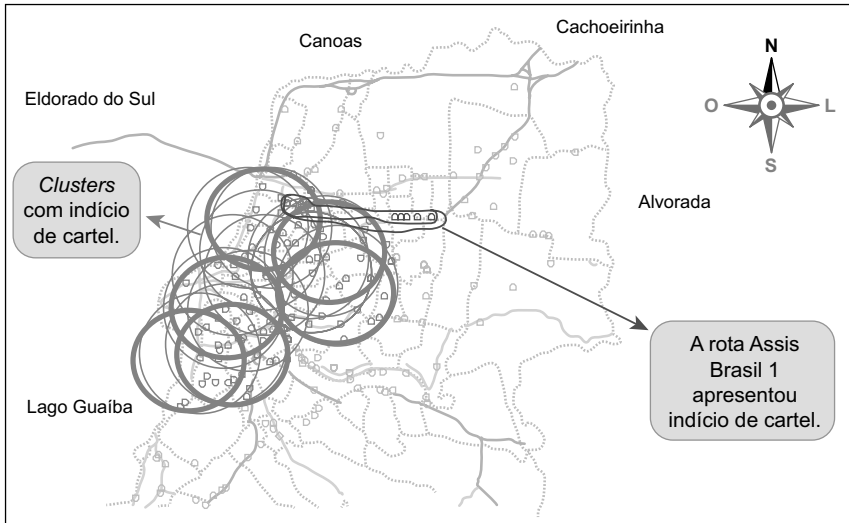 Cachoeirinha
Canoas
N
Eldorado do Sul
O
L
S
Clusters
com indício
de cartel.
Alvorada
A rota Assis
Brasil 1
apresentou
indício de cartel.
Lago Guaíba